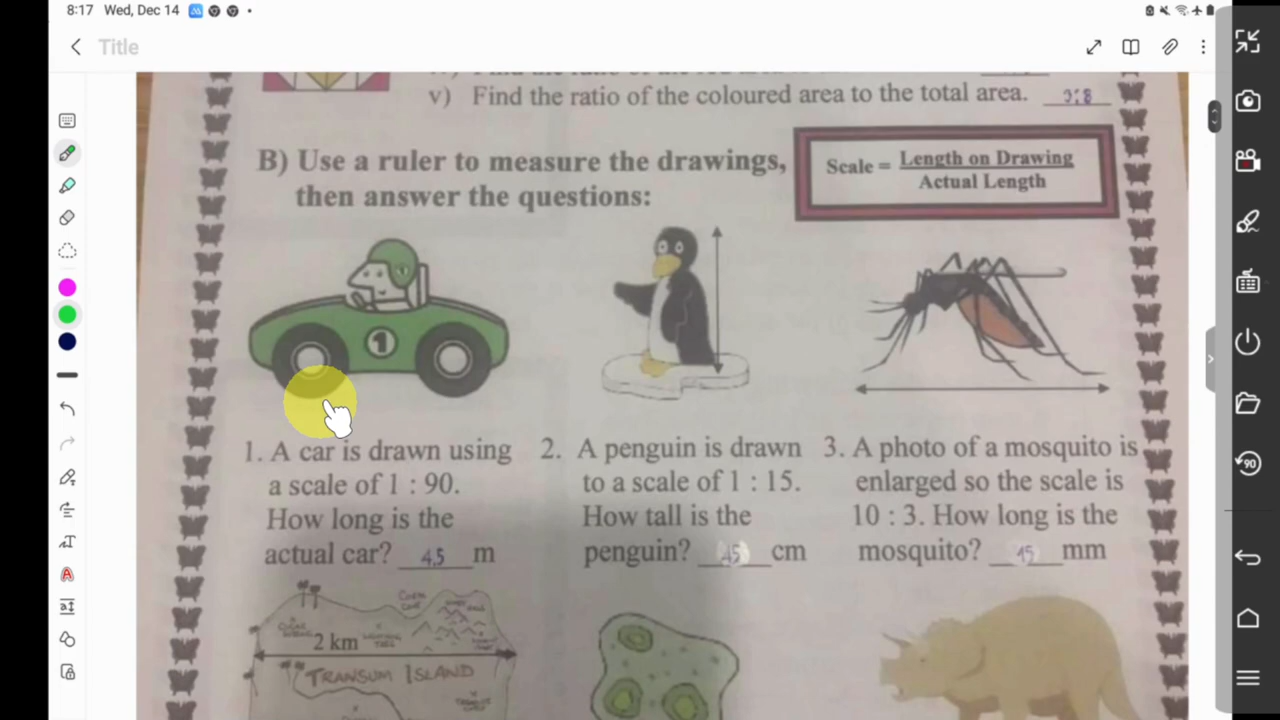 8:17 Wed, Dec 14
Title
v) Find the ratio of the coloured area to the total area. 3:8
B) Use a ruler to measure the drawings,
then answer the questions:
Scale = Length on Drawing
Actual Length
1
1. A car is drawn using
a scale of 1 : 90.
How long is the
actual car? 4.5 m
2. A penguin is drawn
to a scale of 1 : 15.
How tall is the
penguin? 45 cm
3. A photo of a mosquito is
enlarged so the scale is
10 : 3. How long is the
mosquito? 15 mm
2 km
TRANSUM ISLAND
90